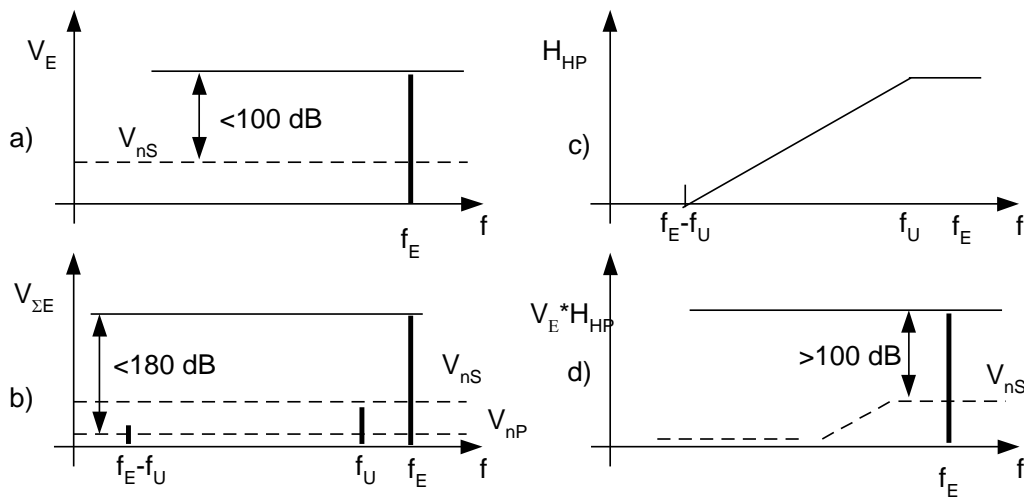 V_E
<100 dB
V_nS
a)
f_E
f
H_HP
c)
f_E-f_U
f_U
f_E
f
V_ΣE
<180 dB
V_nS
b)
V_nP
f_E-f_U
f_U
f_E
f
V_E*H_HP
>100 dB
d)
V_nS
f_E
f